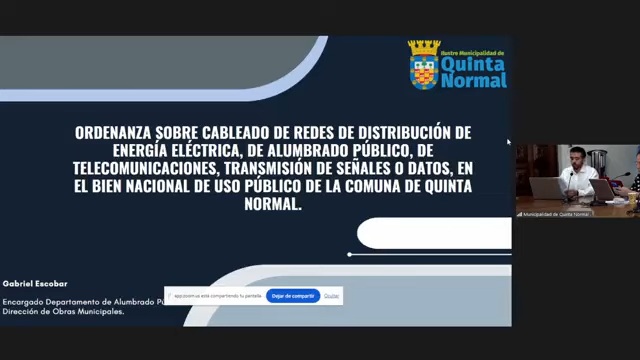 Ilustre Municipalidad de
Quinta
Normal
ORDENANZA SOBRE CABLEADO DE REDES DE DISTRIBUCIÓN DE
ENERGÍA ELÉCTRICA, DE ALUMBRADO PÚBLICO, DE
TELECOMUNICACIONES, TRANSMISIÓN DE SEÑALES O DATOS, EN
EL BIEN NACIONAL DE USO PÚBLICO DE LA COMUNA DE QUINTA
NORMAL.
Municipalidad de Quinta Normal
Gabriel Escobar
Encargado Departamento de Alumbrado
Dirección de Obras Municipales.
app.zoom.us está compartiendo tu pantalla.
Dejar de compartir
Ocultar